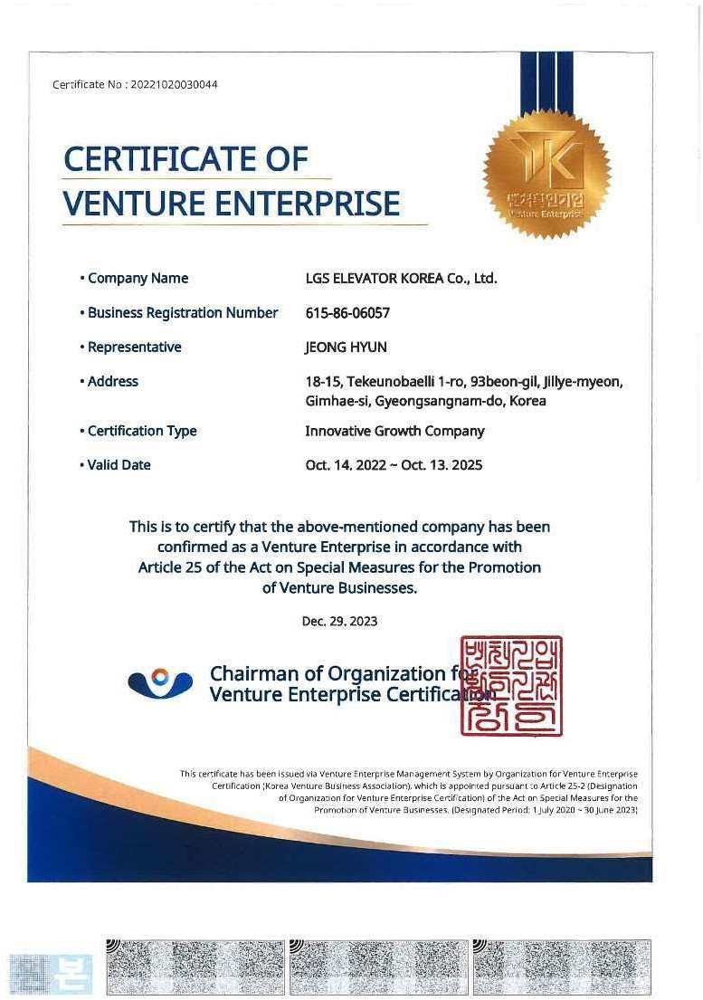 Certificate No : 20221020030044
CERTIFICATE OF
VENTURE ENTERPRISE
벤처확인기업
Venture Enterprise
• Company Name LGS ELEVATOR KOREA Co., Ltd.
• Business Registration Number 615-86-06057
• Representative JEONG HYUN
• Address 18-15, Tekeunobaelli 1-ro, 93beon-gil, Jillye-myeon,
Gimhae-si, Gyeongsangnam-do, Korea
• Certification Type Innovative Growth Company
• Valid Date Oct. 14. 2022 ~ Oct. 13. 2025
This is to certify that the above-mentioned company has been
confirmed as a Venture Enterprise in accordance with
Article 25 of the Act on Special Measures for the Promotion
of Venture Businesses.
Dec. 29. 2023
Chairman of Organization for
Venture Enterprise Certification
This certificate has been issued via Venture Enterprise Management System by Organization for Venture Enterprise
Certification (Korea Venture Business Association), which is appointed pursuant to Article 25-2 (Designation
of Organization for Venture Enterprise Certification) of the Act on Special Measures for the
Promotion of Venture Businesses. (Designated Period: 1 July 2020 ~ 30 June 2023)
본